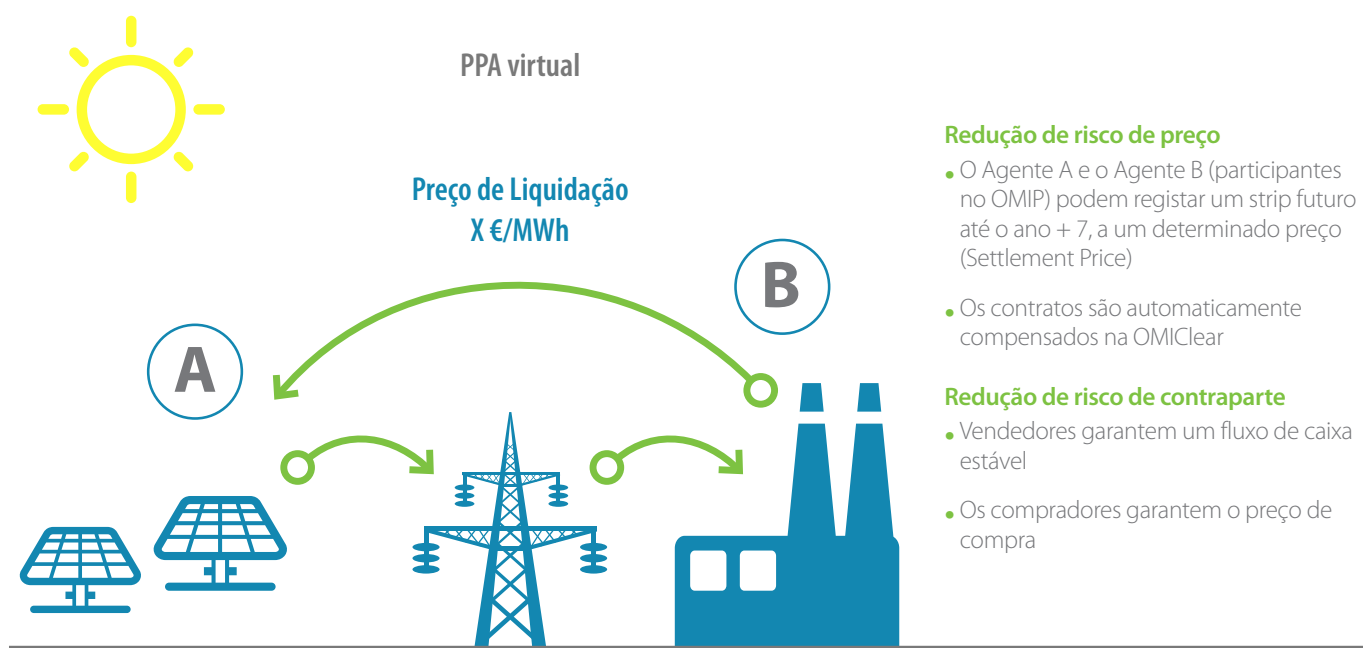 PPA virtual
Preço de Liquidação
X €/MWh
A
B
Redução de risco de preço
• O Agente A e o Agente B (participantes
no OMIP) podem registar um strip futuro
até o ano + 7, a um determinado preço
(Settlement Price)
• Os contratos são automaticamente
compensados na OMIClear
Redução de risco de contraparte
• Vendedores garantem um fluxo de caixa
estável
• Os compradores garantem o preço de
compra